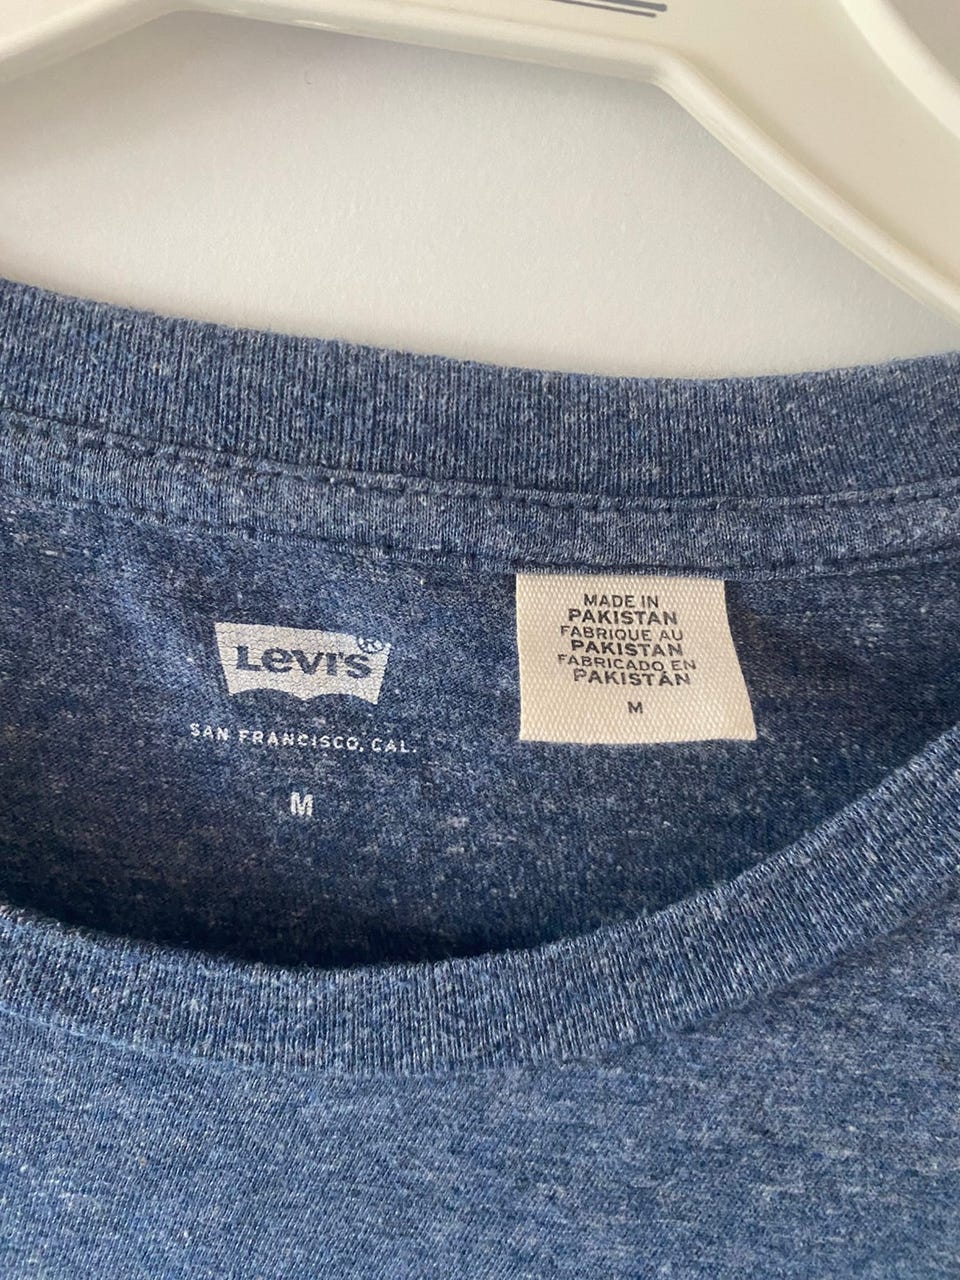 Levi's®
SAN FRANCISCO, CAL.
M
MADE IN
PAKISTAN
FABRIQUE AU
PAKISTAN
FABRICADO EN
PAKISTÁN
M